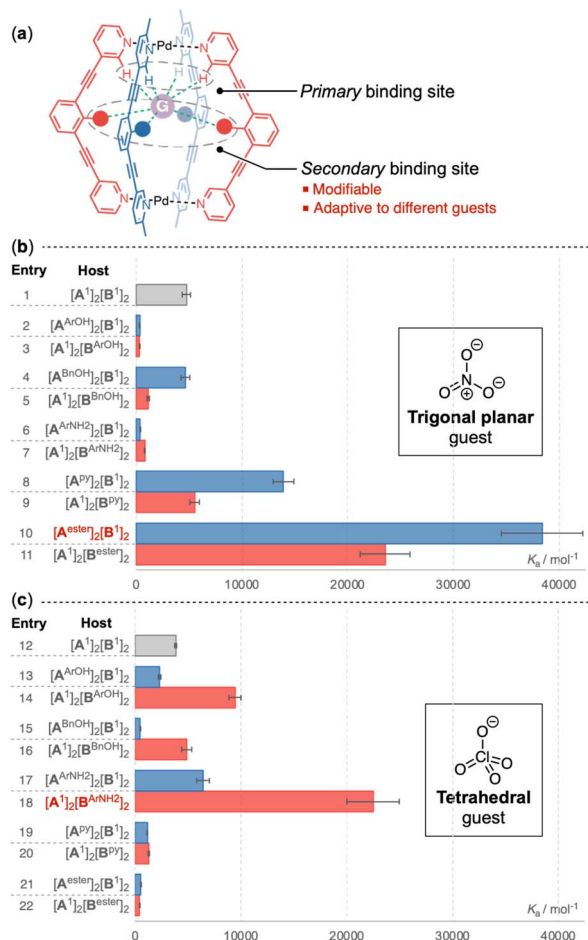 (a)
N Pd N
N Pd N
H H H H
G
N Pd N
N Pd N
Primary binding site
Secondary binding site
▪ Modifiable
▪ Adaptive to different guests
(b)
Entry Host
1 [A¹]₂[B¹]₂
2 [Aᴬʳᴼᴴ]₂[B¹]₂
3 [A¹]₂[Bᴬʳᴼᴴ]₂
4 [Aᴮⁿᴼᴴ]₂[B¹]₂
5 [A¹]₂[Bᴮⁿᴼᴴ]₂
6 [Aᴬʳᴺᴴ²]₂[B¹]₂
7 [A¹]₂[Bᴬʳᴺᴴ²]₂
8 [Aᵖʸ]₂[B¹]₂
9 [A¹]₂[Bᵖʸ]₂
10 [Aᵉˢᵗᵉʳ]₂[B¹]₂
11 [A¹]₂[Bᵉˢᵗᵉʳ]₂
O⊖
O N O⊖
⊕
Trigonal planar
guest
Kₐ / mol⁻¹
0 10000 20000 30000 40000
(c)
Entry Host
12 [A¹]₂[B¹]₂
13 [Aᴬʳᴼᴴ]₂[B¹]₂
14 [A¹]₂[Bᴬʳᴼᴴ]₂
15 [Aᴮⁿᴼᴴ]₂[B¹]₂
16 [A¹]₂[Bᴮⁿᴼᴴ]₂
17 [Aᴬʳᴺᴴ²]₂[B¹]₂
18 [A¹]₂[Bᴬʳᴺᴴ²]₂
19 [Aᵖʸ]₂[B¹]₂
20 [A¹]₂[Bᵖʸ]₂
21 [Aᵉˢᵗᵉʳ]₂[B¹]₂
22 [A¹]₂[Bᵉˢᵗᵉʳ]₂
O⊖
O Cl O
O
Tetrahedral
guest
Kₐ / mol⁻¹
0 10000 20000 30000 40000